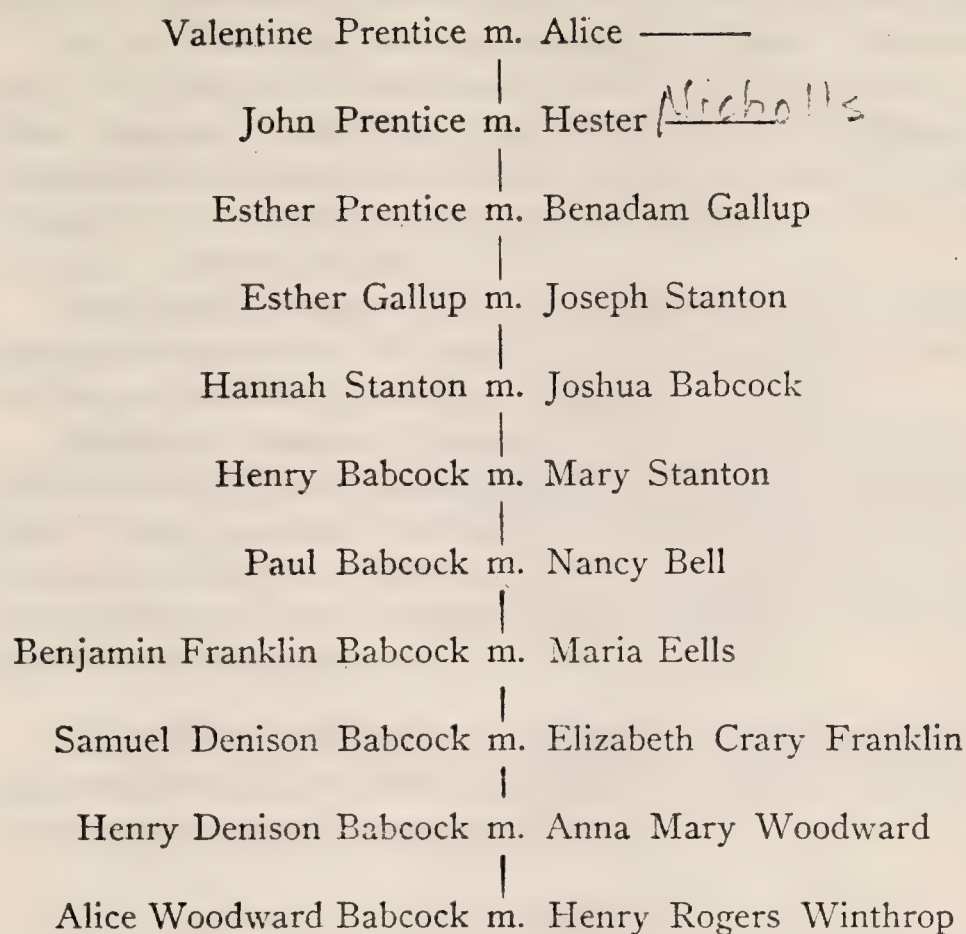 Valentine Prentice m. Alice ———
John Prentice m. Hester Nicholls
Esther Prentice m. Benadam Gallup
Esther Gallup m. Joseph Stanton
Hannah Stanton m. Joshua Babcock
Henry Babcock m. Mary Stanton
Paul Babcock m. Nancy Bell
Benjamin Franklin Babcock m. Maria Eells
Samuel Denison Babcock m. Elizabeth Crary Franklin
Henry Denison Babcock m. Anna Mary Woodward
Alice Woodward Babcock m. Henry Rogers Winthrop